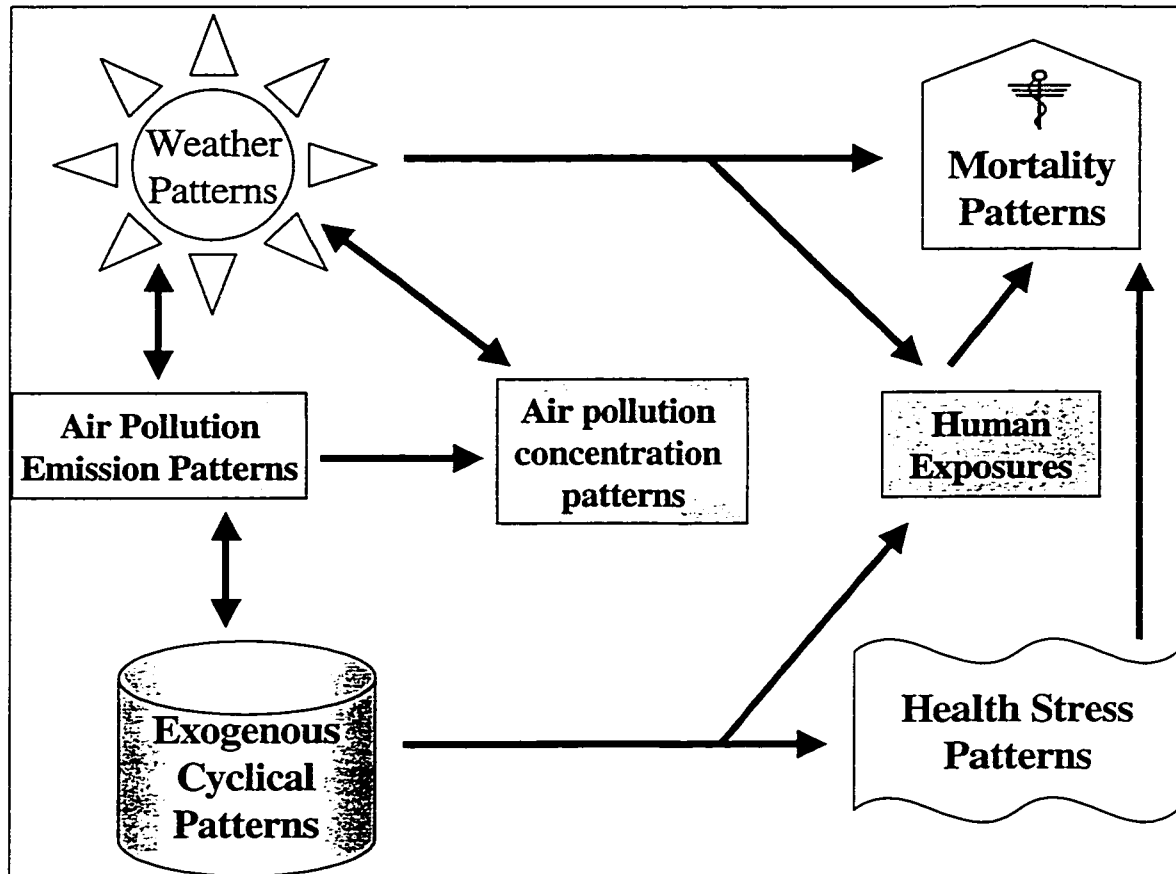 Weather
Patterns
Mortality
Patterns
Air Pollution
Emission Patterns
Air pollution
concentration
patterns
Human
Exposures
Exogenous
Cyclical
Patterns
Health Stress
Patterns